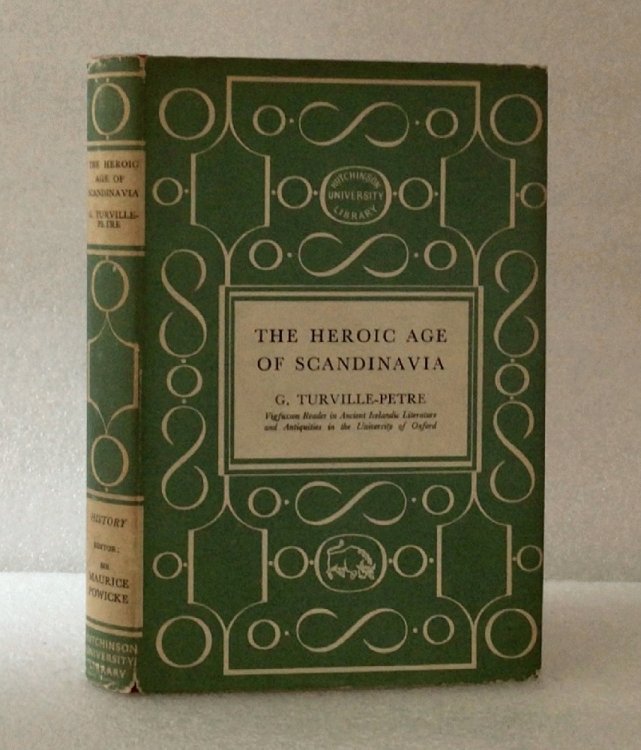 THE HEROIC
AGE OF
SCANDINAVIA
G. TURVILLE-
PETRE
HISTORY
EDITOR:
SIR
MAURICE
POWICKE
HUTCHINSON
UNIVERSITY
LIBRARY
HUTCHINSON
UNIVERSITY
LIBRARY
THE HEROIC AGE
OF SCANDINAVIA
G. TURVILLE-PETRE
Vigfusson Reader in Ancient Icelandic Literature
and Antiquities in the University of Oxford